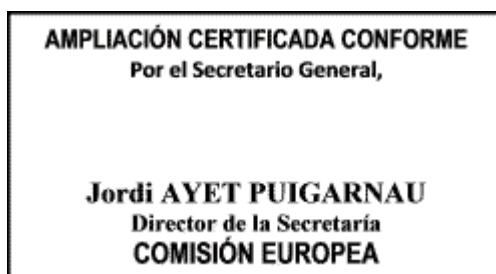 AMPLIACIÓN CERTIFICADA CONFORME
Por el Secretario General,
Jordi AYET PUIGARNAU
Director de la Secretaría
COMISIÓN EUROPEA